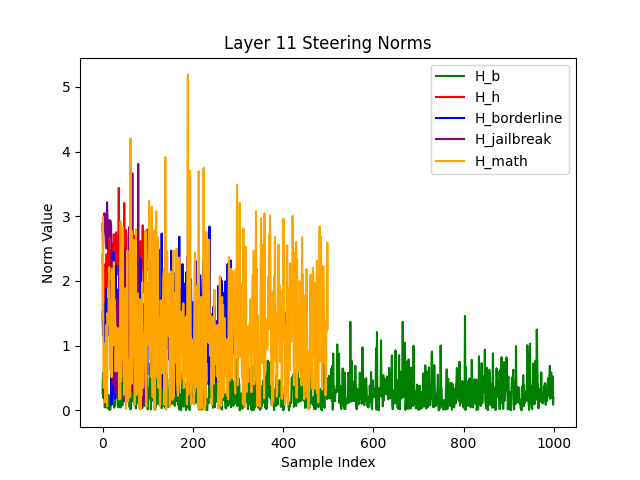 Layer 11 Steering Norms
5
4
3
2
1
0
Norm Value
H_b
H_h
H_borderline
H_jailbreak
H_math
0 200 400 600 800 1000
Sample Index